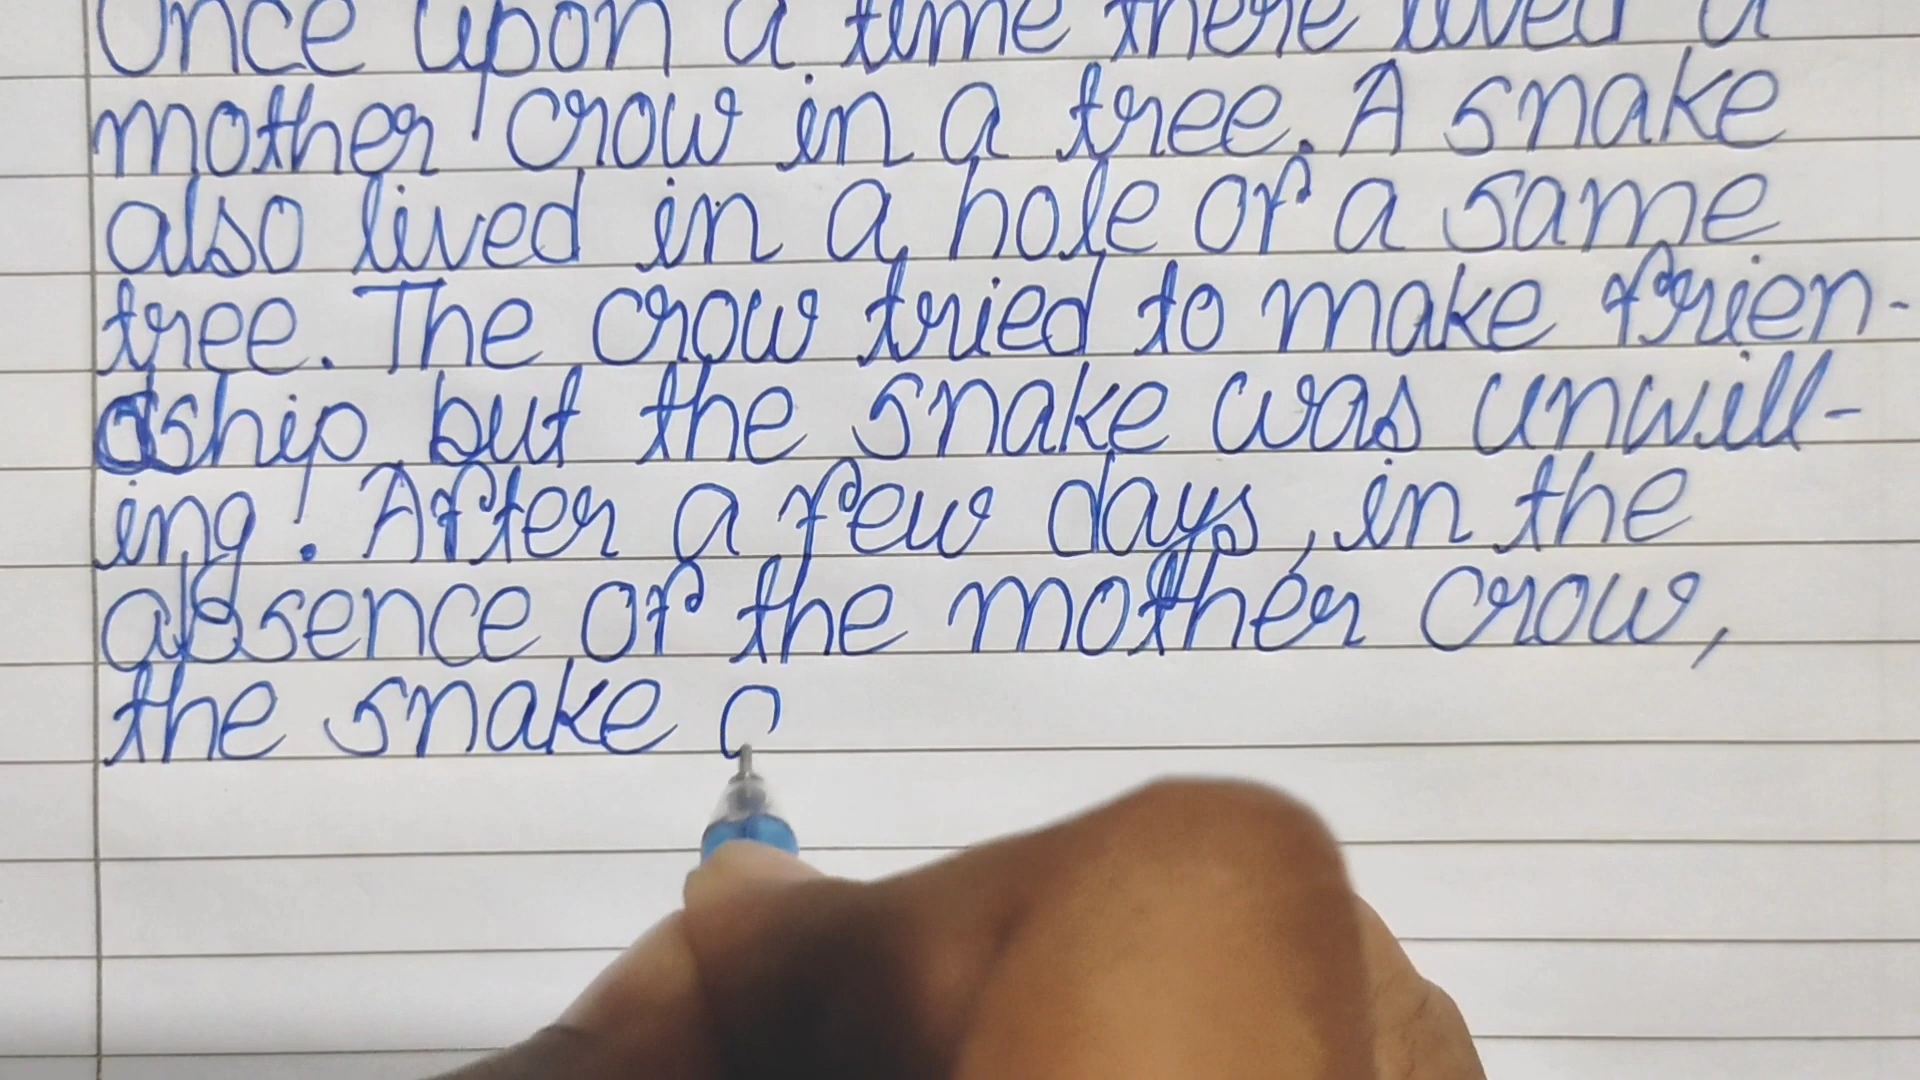 Once upon a time there lived a
mother crow in a tree. A snake
also lived in a hole of a same
tree. The crow tried to make frien-
dship but the snake was unwill-
ing. After a few days, in the
absence of the mother crow,
the snake